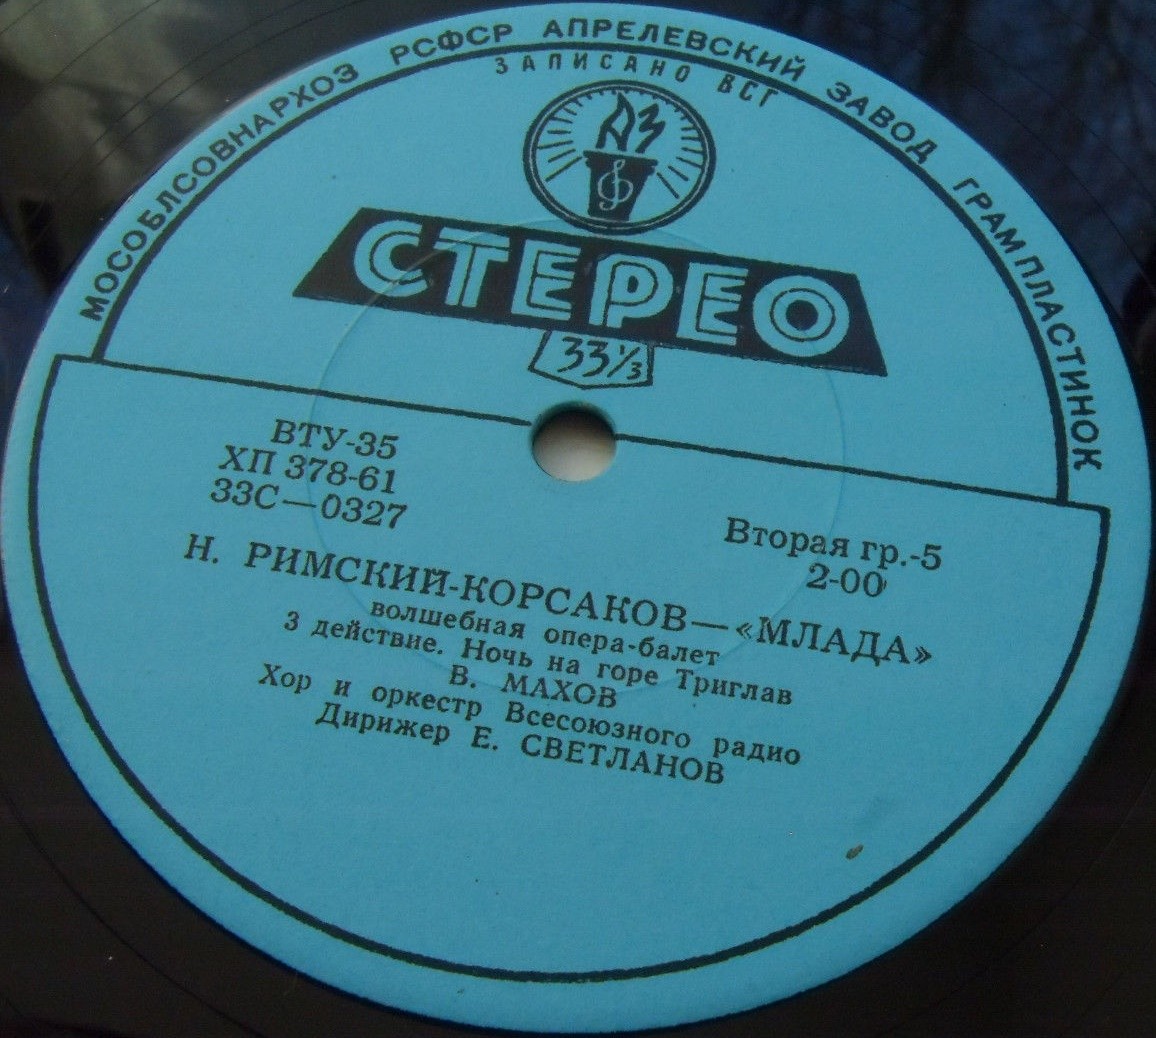 МОСОБЛСОВНАРХОЗ РСФСР АПРЕЛЕВСКИЙ ЗАВОД ГРАМПЛАСТИНОК
ЗАПИСАНО ВСГ
АЗ
СТЕРЕО
33⅓
ВТУ-35
ХП 378-61
33С—0327
Вторая гр.-5
2-00
Н. РИМСКИЙ-КОРСАКОВ—«МЛАДА»
волшебная опера-балет
3 действие. Ночь на горе Триглав
В. МАХОВ
Хор и оркестр Всесоюзного радио
Дирижер Е. СВЕТЛАНОВ